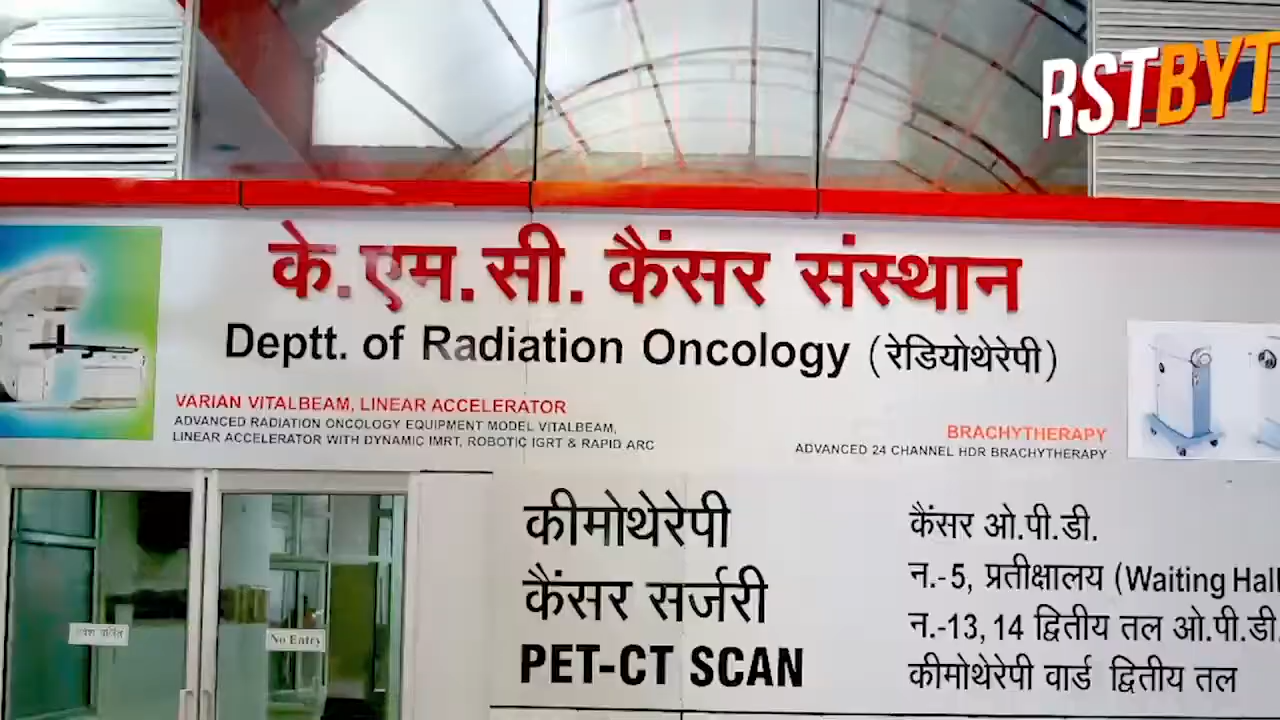 RSTBYT
के.एम.सी. कैंसर संस्थान
Deptt. of Radiation Oncology (रेडियोथेरेपी)
VARIAN VITALBEAM, LINEAR ACCELERATOR
ADVANCED RADIATION ONCOLOGY EQUIPMENT MODEL VITALBEAM,
LINEAR ACCELERATOR WITH DYNAMIC IMRT, ROBOTIC IGRT & RAPID ARC
BRACHYTHERAPY
ADVANCED 24 CHANNEL HDR BRACHYTHERAPY
कीमोथेरेपी
कैंसर सर्जरी
PET-CT SCAN
कैंसर ओ.पी.डी.
न.-5, प्रतीक्षालय (Waiting Hall
न.-13, 14 द्वितीय तल ओ.पी.डी.
कीमोथेरेपी वार्ड द्वितीय तल
No Entry